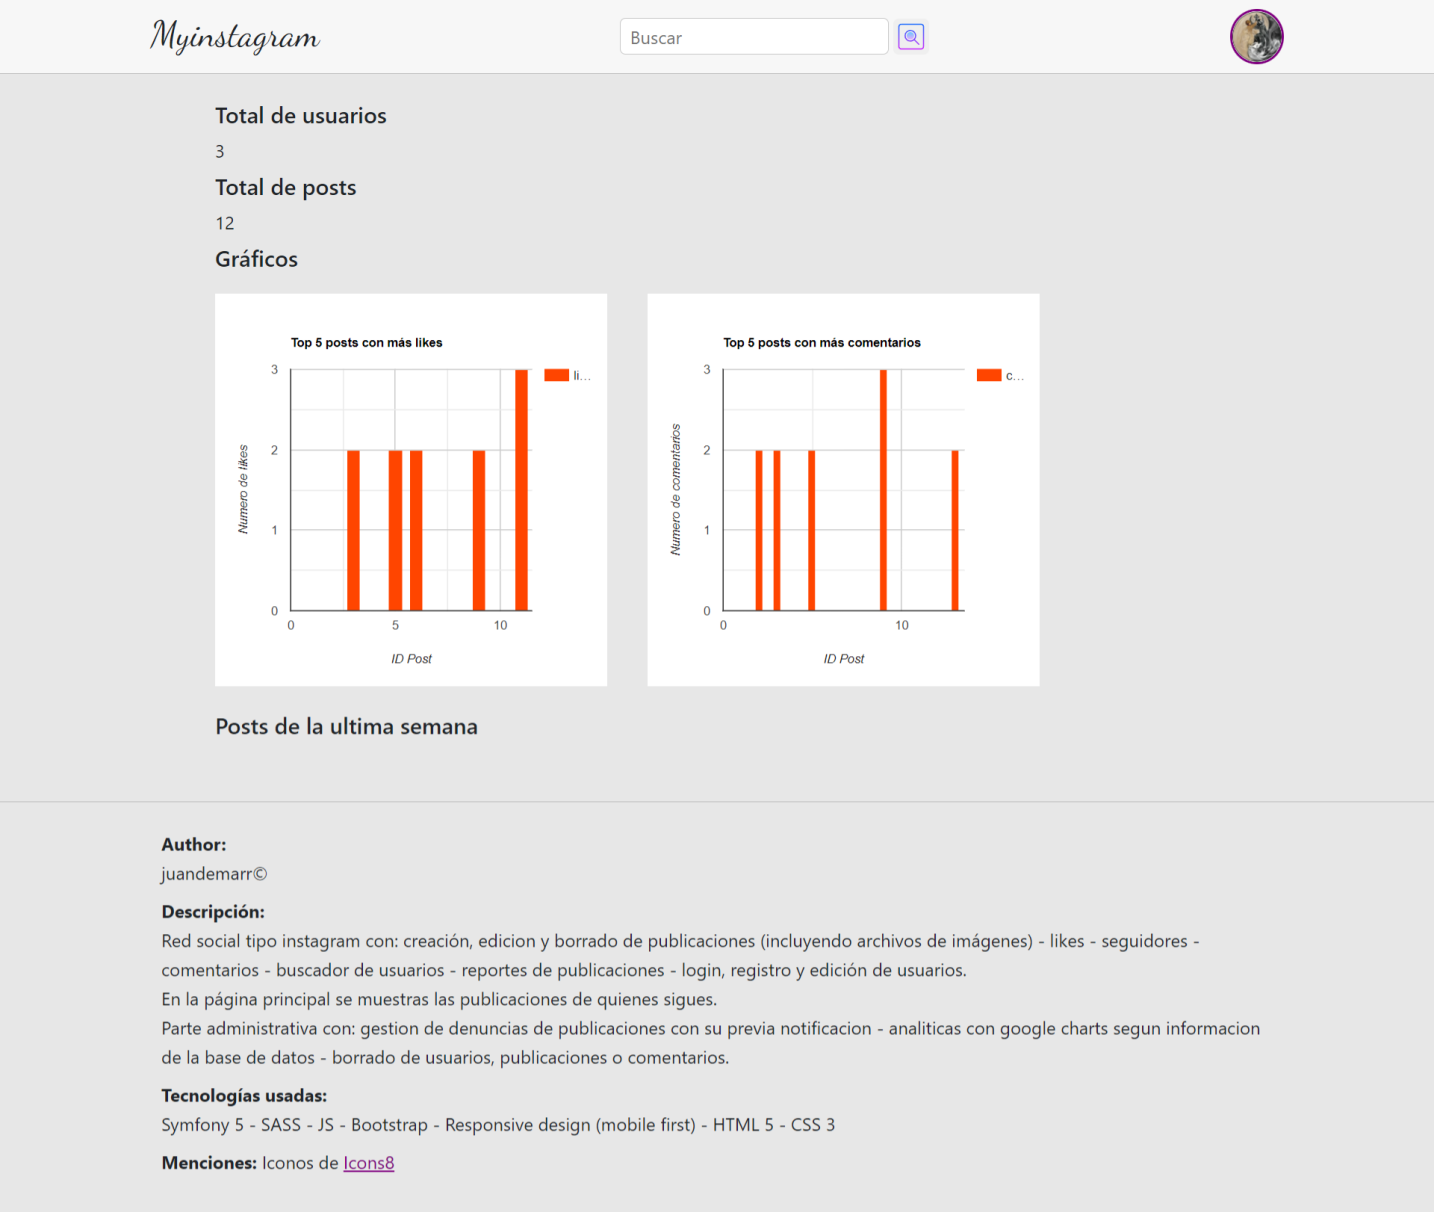 Myinstagram
Buscar
Total de usuarios
3
Total de posts
12
Gráficos
Top 5 posts con más likes
3
2
1
0
0
5
10
Numero de likes
ID Post
li...
Top 5 posts con más comentarios
3
2
1
0
0
10
Numero de comentarios
ID Post
c...
Posts de la ultima semana
Author:
juandemarr©
Descripción:
Red social tipo instagram con: creación, edicion y borrado de publicaciones (incluyendo archivos de imágenes) - likes - seguidores -
comentarios - buscador de usuarios - reportes de publicaciones - login, registro y edición de usuarios.
En la página principal se muestras las publicaciones de quienes sigues.
Parte administrativa con: gestion de denuncias de publicaciones con su previa notificacion - analiticas con google charts segun informacion
de la base de datos - borrado de usuarios, publicaciones o comentarios.
Tecnologías usadas:
Symfony 5 - SASS - JS - Bootstrap - Responsive design (mobile first) - HTML 5 - CSS 3
Menciones: Iconos de Icons8